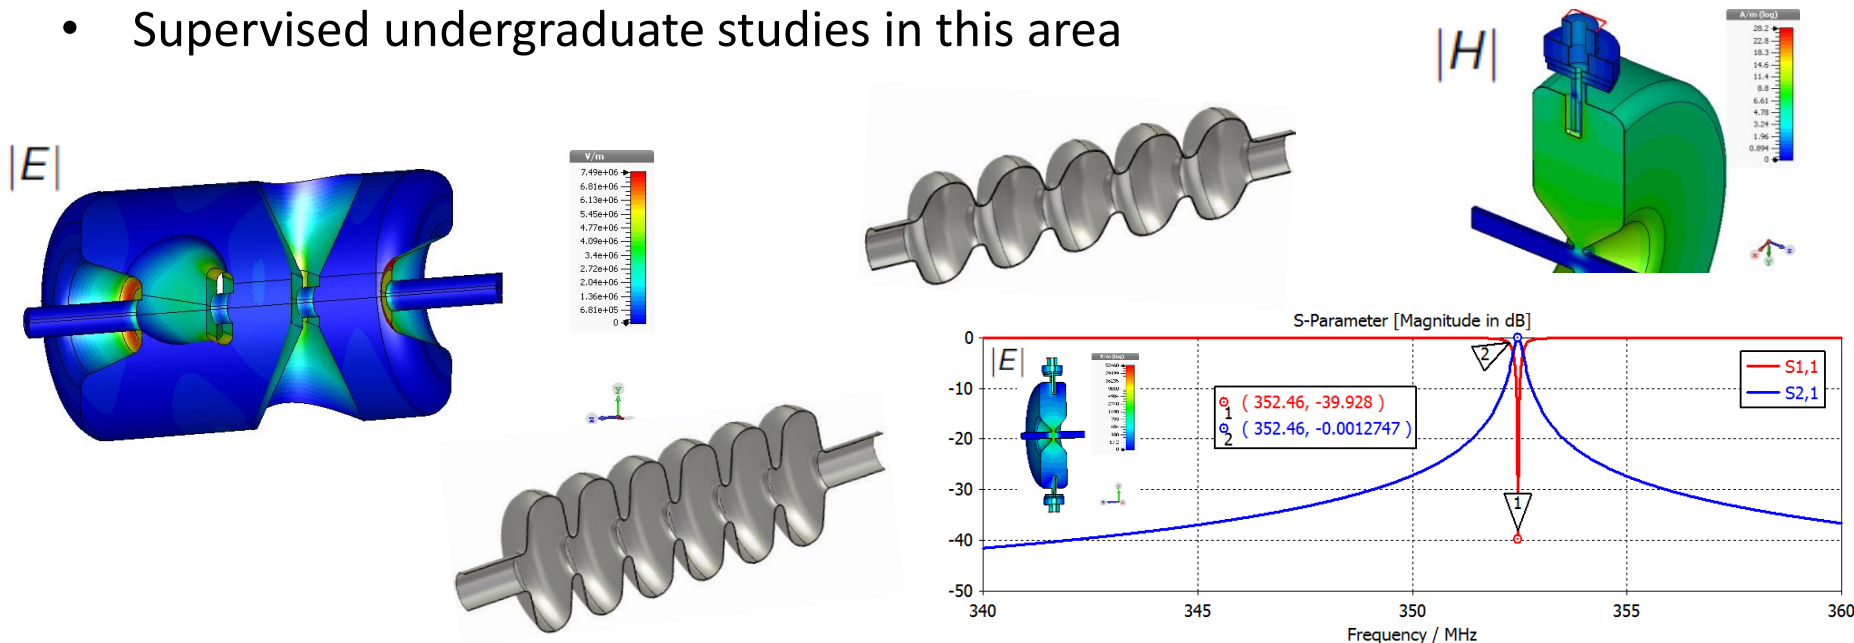 • Supervised undergraduate studies in this area
|E|
V/m
7.49e+06
6.81e+06
6.13e+06
5.45e+06
4.77e+06
4.09e+06
3.4e+06
2.72e+06
2.04e+06
1.36e+06
6.81e+05
0
y
z
|H|
A/m (log)
28.2
22.8
18.3
14.6
11.4
8.8
6.61
4.78
3.24
1.96
0.894
0
x
y
z
S-Parameter [Magnitude in dB]
0
-10
-20
-30
-40
-50
|E|
V/m (log)
2
1 ( 352.46, -39.928 )
2 ( 352.46, -0.0012747 )
S1,1
S2,1
1
340
345
350
355
360
Frequency / MHz